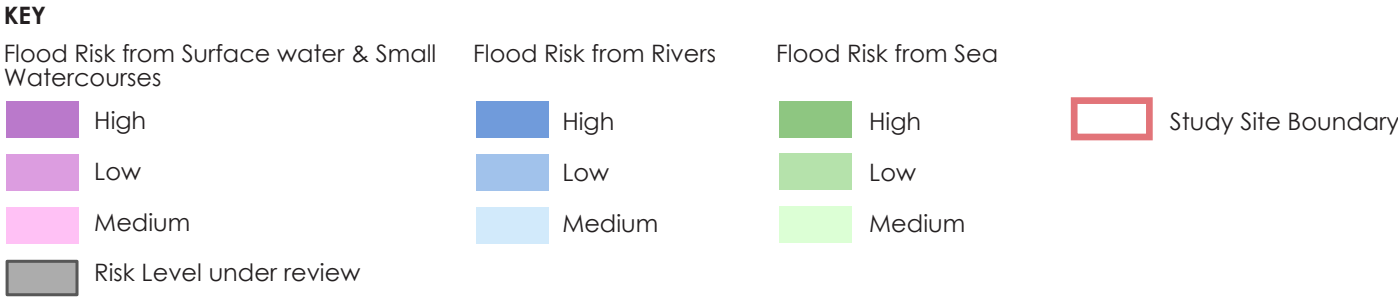 KEY
Flood Risk from Surface water & Small
Watercourses
High
Low
Medium
Risk Level under review
Flood Risk from Rivers
High
Low
Medium
Flood Risk from Sea
High
Low
Medium
Study Site Boundary